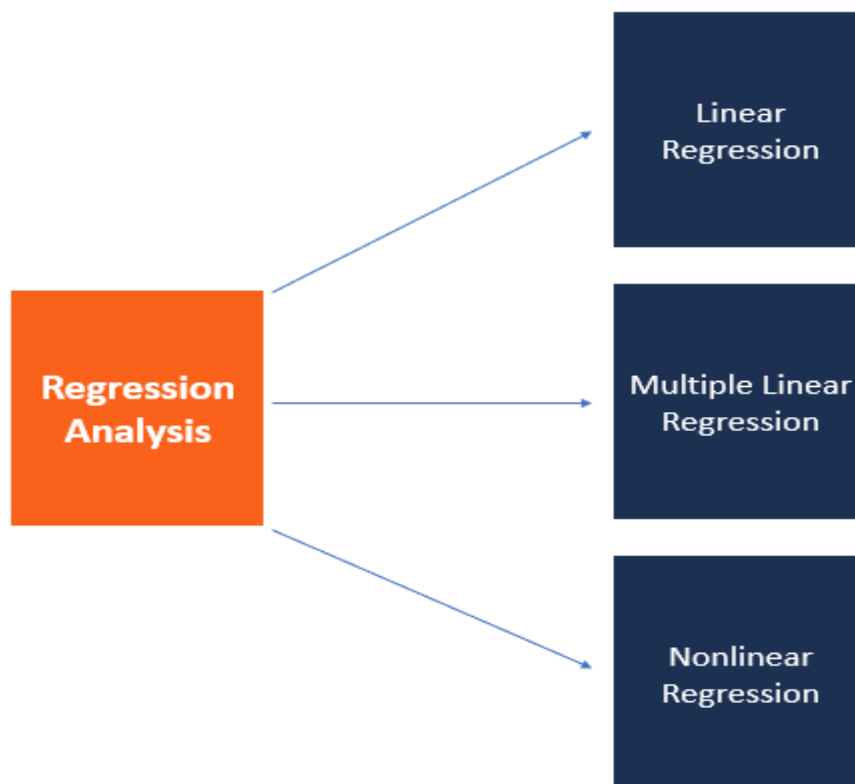 Linear
Regression
Regression
Analysis
Multiple Linear
Regression
Nonlinear
Regression